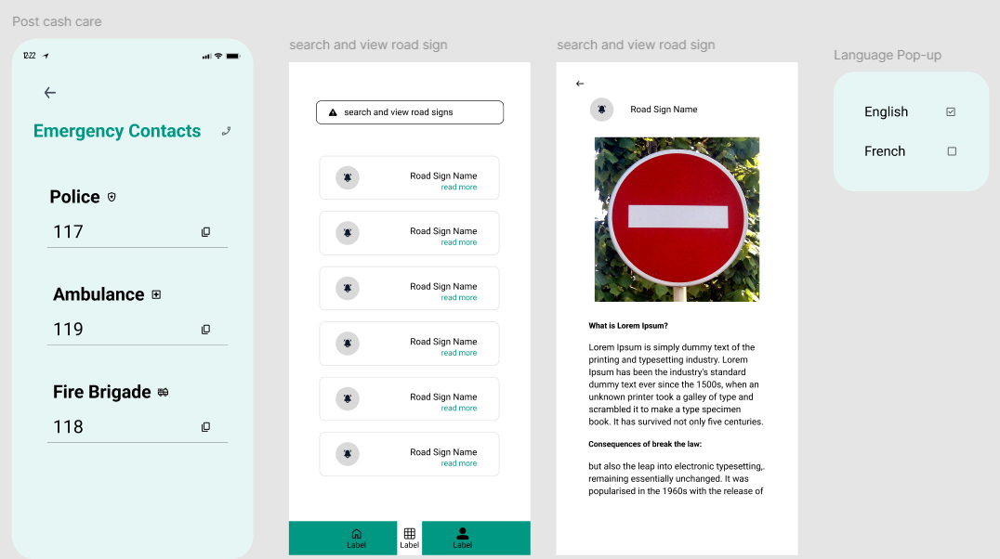 Post cash care
12:22
Emergency Contacts
Police
117
Ambulance
119
Fire Brigade
118
search and view road sign
search and view road signs
Road Sign Name
read more
Road Sign Name
read more
Road Sign Name
read more
Road Sign Name
read more
Road Sign Name
read more
Road Sign Name
read more
Label
Label
Label
search and view road sign
Road Sign Name
What is Lorem Ipsum?
Lorem Ipsum is simply dummy text of the
printing and typesetting industry. Lorem
Ipsum has been the industry's standard
dummy text ever since the 1500s, when an
unknown printer took a galley of type and
scrambled it to make a type specimen
book. It has survived not only five centuries.
Consequences of break the law:
but also the leap into electronic typesetting,.
remaining essentially unchanged. It was
popularised in the 1960s with the release of
Language Pop-up
English
French